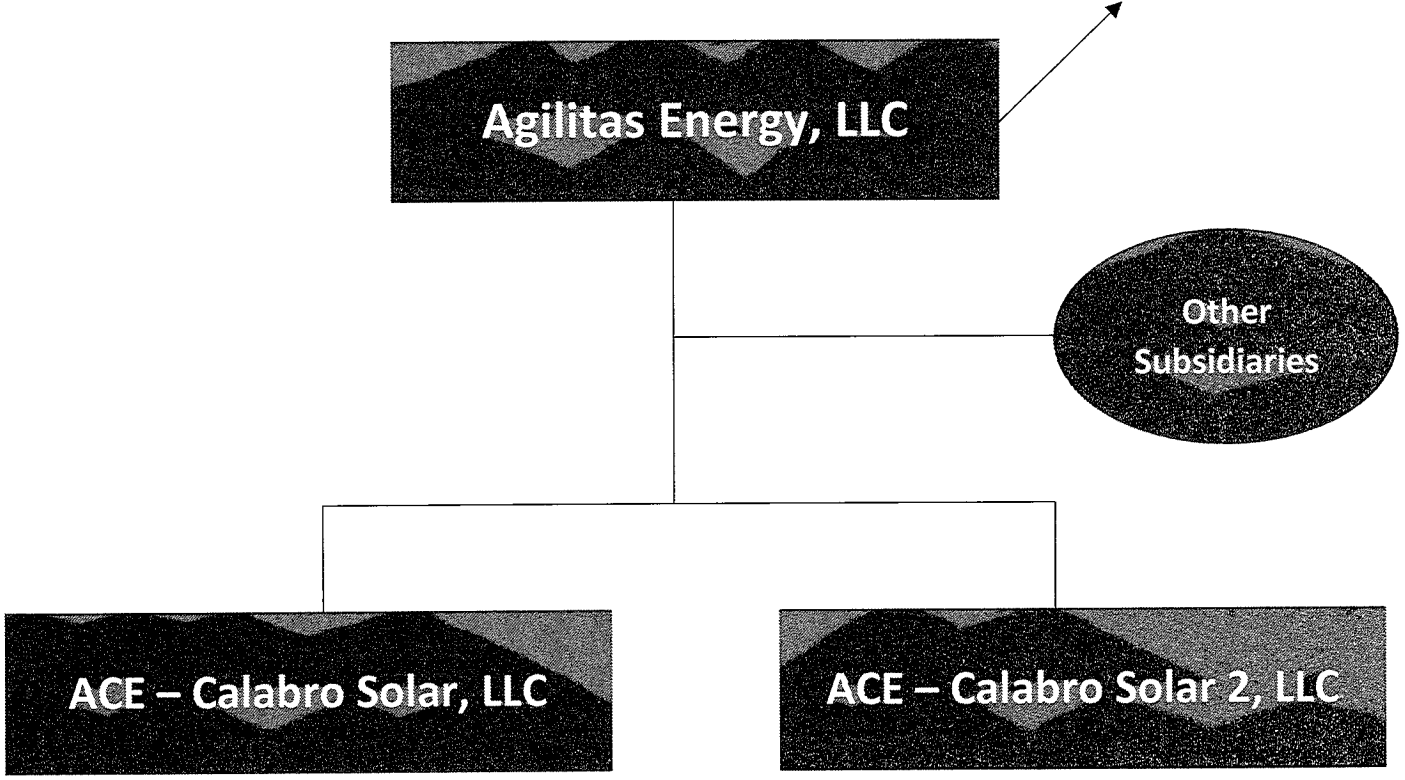 Agilitas Energy, LLC
Other
Subsidiaries
ACE – Calabro Solar, LLC
ACE – Calabro Solar 2, LLC